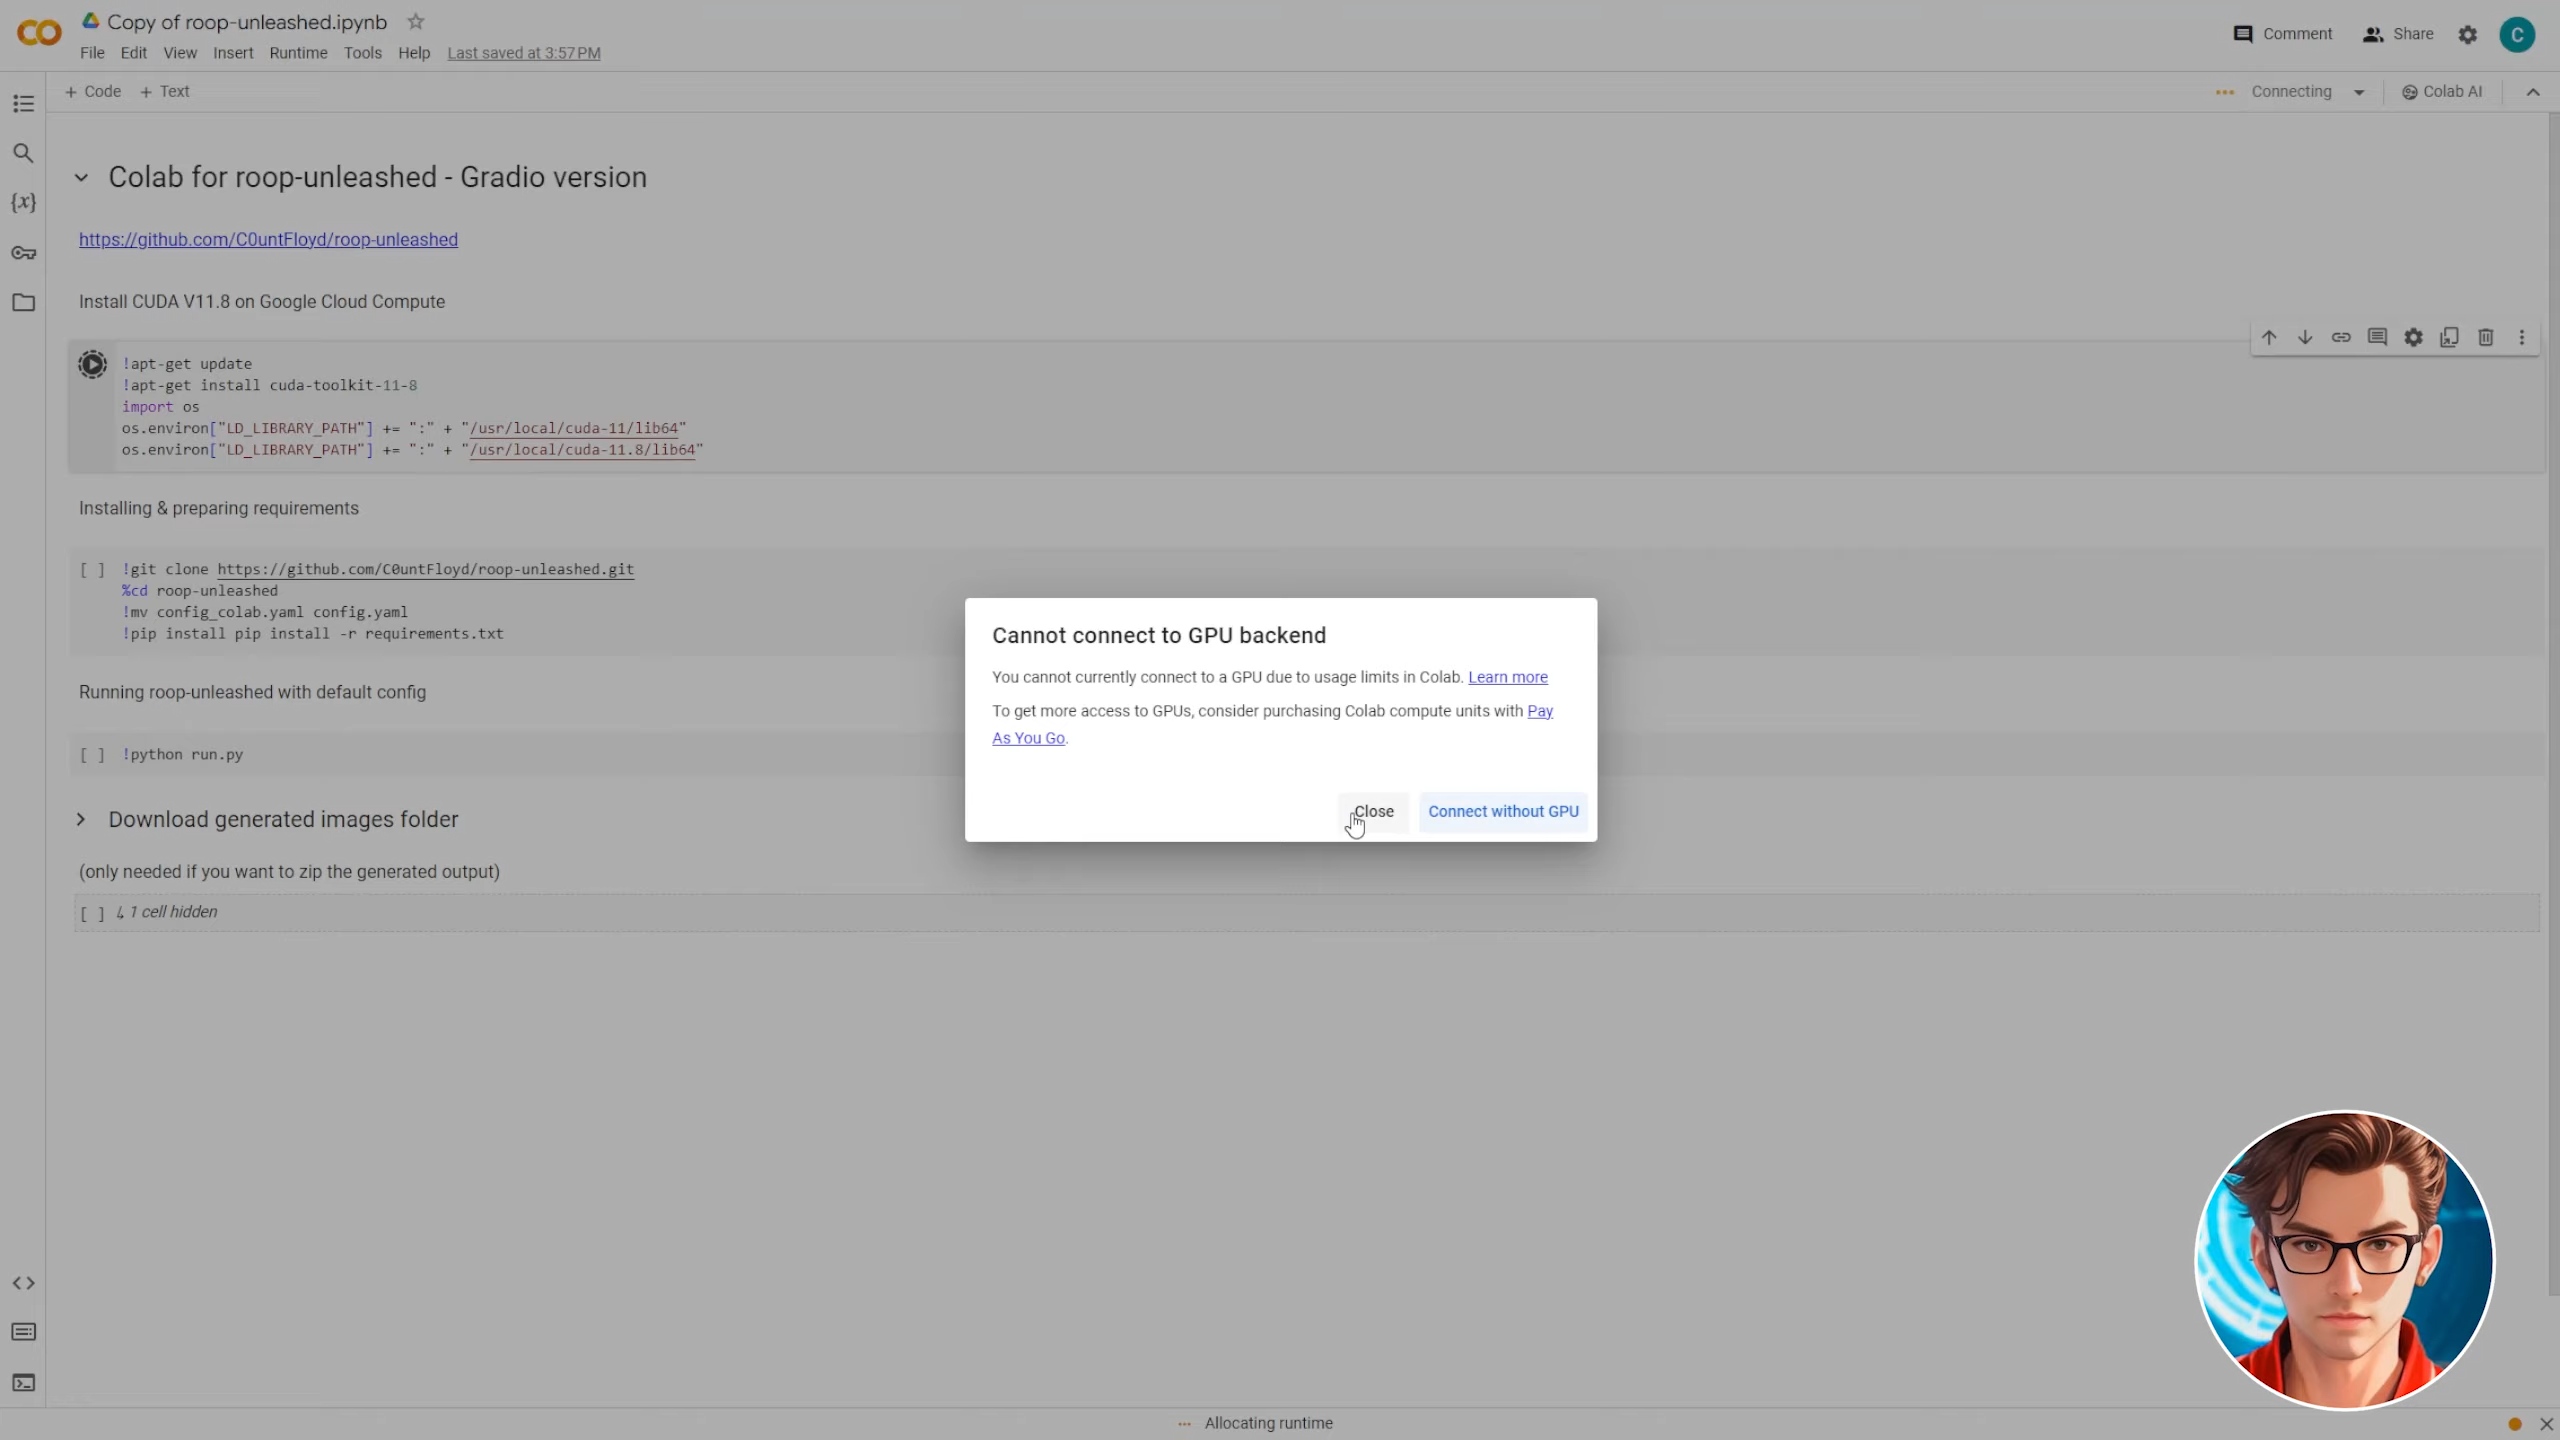 Copy of roop-unleashed.ipynb
File Edit View Insert Runtime Tools Help Last saved at 3:57 PM
Comment Share C
+ Code + Text
Connecting Colab AI
Colab for roop-unleashed - Gradio version
https://github.com/C0untFloyd/roop-unleashed
Install CUDA V11.8 on Google Cloud Compute
!apt-get update
!apt-get install cuda-toolkit-11-8
import os
os.environ["LD_LIBRARY_PATH"] += ":" + "/usr/local/cuda-11/lib64"
os.environ["LD_LIBRARY_PATH"] += ":" + "/usr/local/cuda-11.8/lib64"
Installing & preparing requirements
[ ] !git clone https://github.com/C0untFloyd/roop-unleashed.git
%cd roop-unleashed
!mv config_colab.yaml config.yaml
!pip install pip install -r requirements.txt
Running roop-unleashed with default config
[ ] !python run.py
Download generated images folder
(only needed if you want to zip the generated output)
[ ] ↳ 1 cell hidden
Cannot connect to GPU backend
You cannot currently connect to a GPU due to usage limits in Colab. Learn more
To get more access to GPUs, consider purchasing Colab compute units with Pay
As You Go.
Close Connect without GPU
Allocating runtime